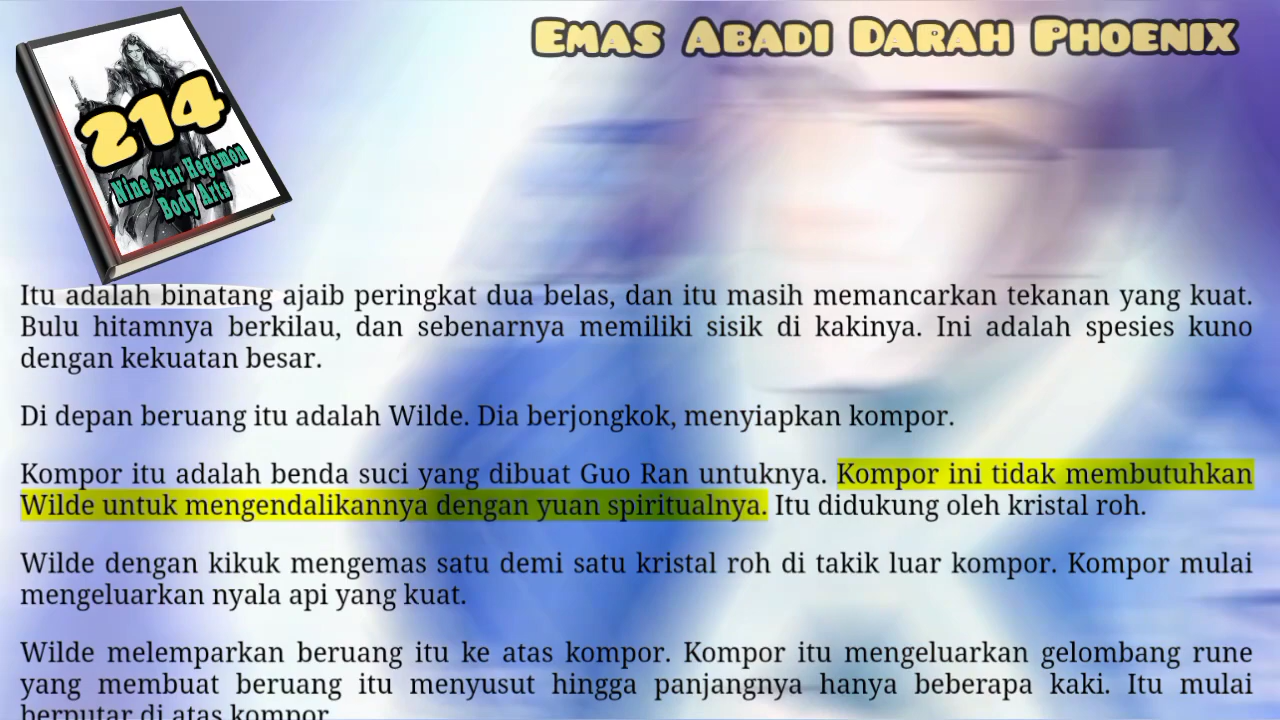 Emas Abadi Darah Phoenix
214
Nine Star Hegemon
Body Arts
Itu adalah binatang ajaib peringkat dua belas, dan itu masih memancarkan tekanan yang kuat.
Bulu hitamnya berkilau, dan sebenarnya memiliki sisik di kakinya. Ini adalah spesies kuno
dengan kekuatan besar.
Di depan beruang itu adalah Wilde. Dia berjongkok, menyiapkan kompor.
Kompor itu adalah benda suci yang dibuat Guo Ran untuknya. Kompor ini tidak membutuhkan
Wilde untuk mengendalikannya dengan yuan spiritualnya. Itu didukung oleh kristal roh.
Wilde dengan kikuk mengemas satu demi satu kristal roh di takik luar kompor. Kompor mulai
mengeluarkan nyala api yang kuat.
Wilde melemparkan beruang itu ke atas kompor. Kompor itu mengeluarkan gelombang rune
yang membuat beruang itu menyusut hingga panjangnya hanya beberapa kaki. Itu mulai
berputar di atas kompor.